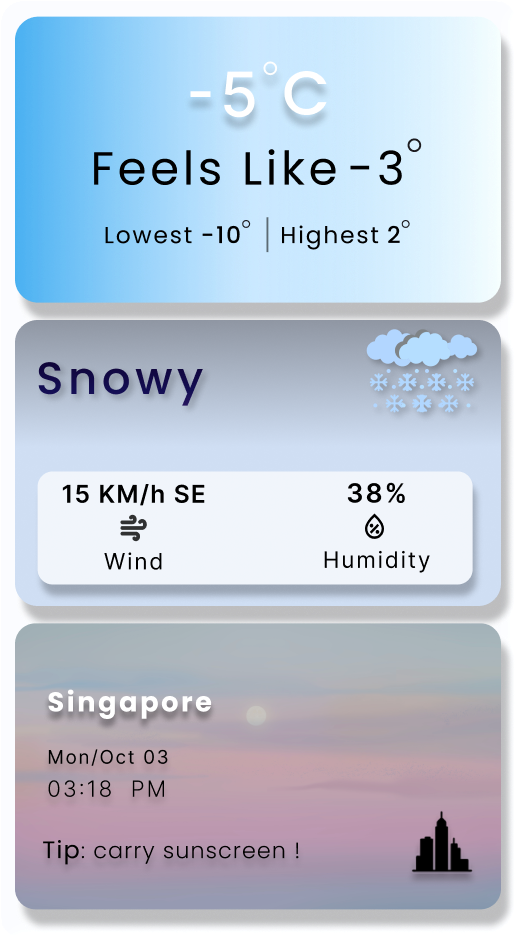 -5°C
Feels Like -3°
Lowest -10° | Highest 2°
Snowy
15 KM/h SE
Wind
38%
Humidity
Singapore
Mon/Oct 03
03:18 PM
Tip: carry sunscreen !